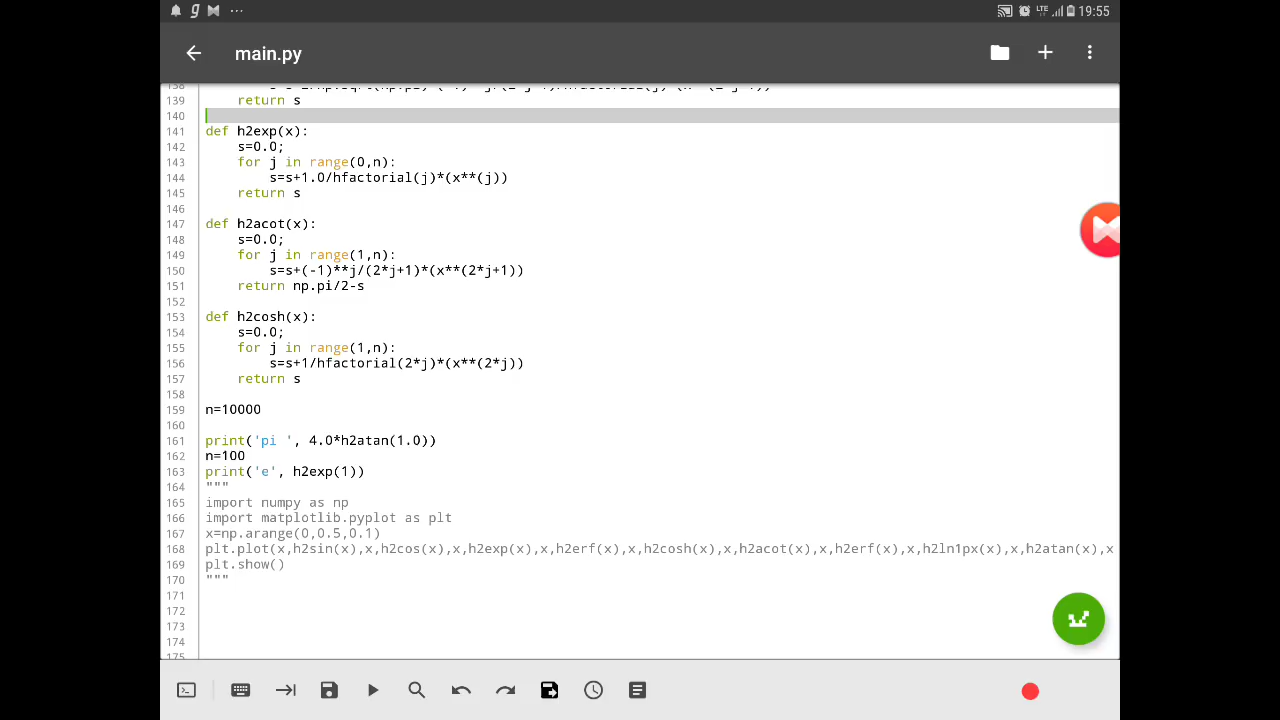 19:55
main.py
139 return s
140
141 def h2exp(x):
142 s=0.0;
143 for j in range(0,n):
144 s=s+1.0/hfactorial(j)*(x**(j))
145 return s
146
147 def h2acot(x):
148 s=0.0;
149 for j in range(1,n):
150 s=s+(-1)**j/(2*j+1)*(x**(2*j+1))
151 return np.pi/2-s
152
153 def h2cosh(x):
154 s=0.0;
155 for j in range(1,n):
156 s=s+1/hfactorial(2*j)*(x**(2*j))
157 return s
158
159 n=10000
160
161 print('pi ', 4.0*h2atan(1.0))
162 n=100
163 print('e', h2exp(1))
164 """
165 import numpy as np
166 import matplotlib.pyplot as plt
167 x=np.arange(0,0.5,0.1)
168 plt.plot(x,h2sin(x),x,h2cos(x),x,h2exp(x),x,h2erf(x),x,h2cosh(x),x,h2acot(x),x,h2erf(x),x,h2ln1px(x),x,h2atan(x),x
169 plt.show()
170 """
171
172
173
174
175